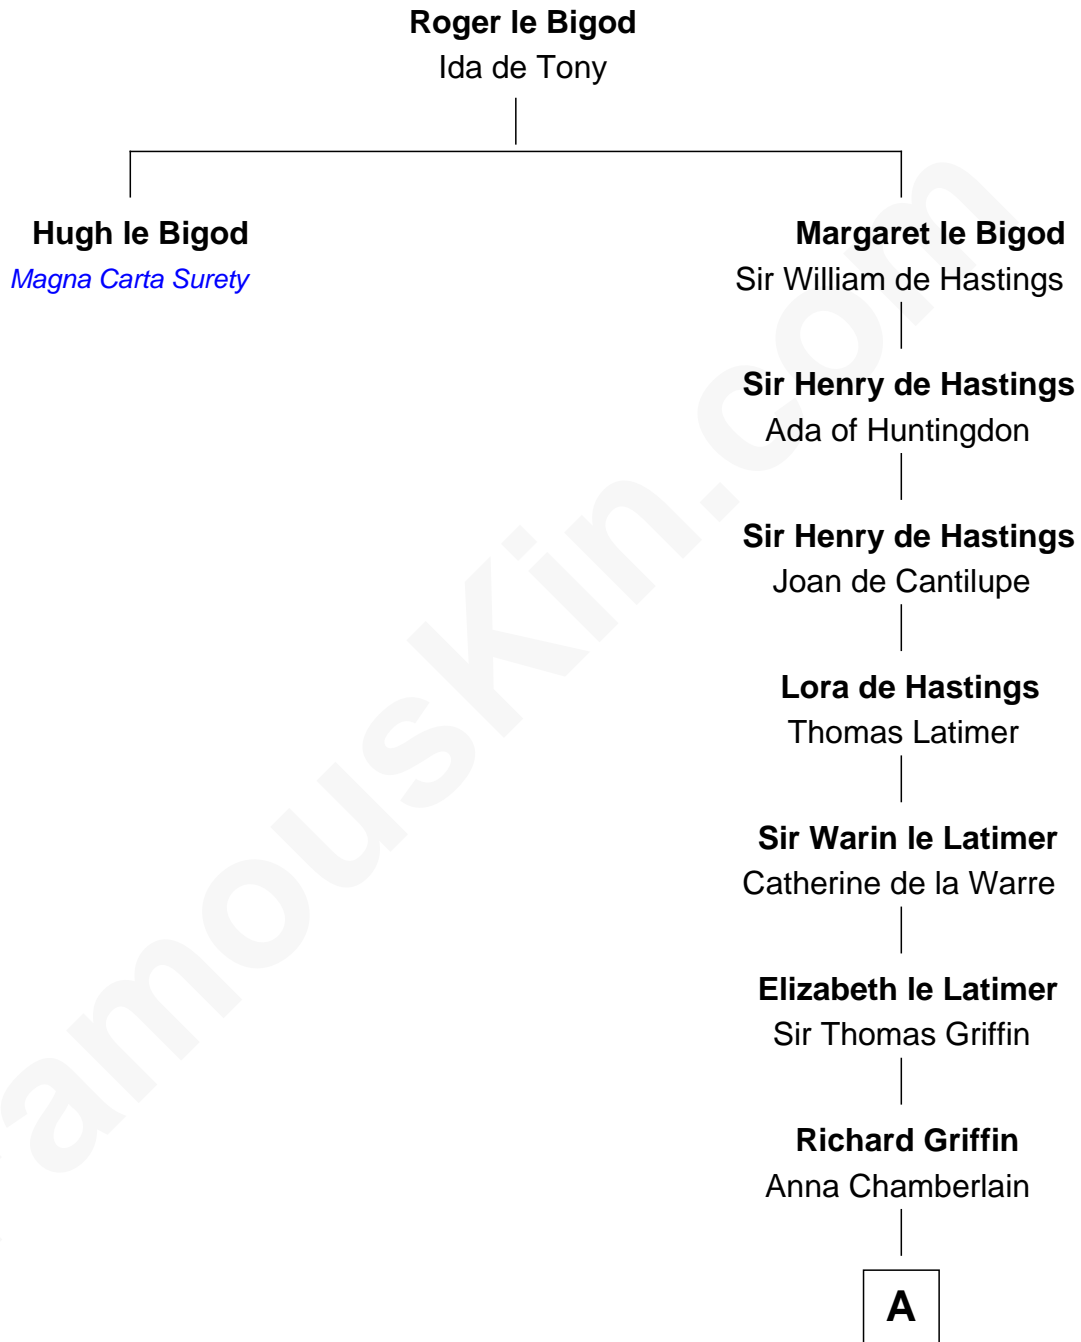 Roger le Bigod
Ida de Tony
Hugh le Bigod
Magna Carta Surety
Margaret le Bigod
Sir William de Hastings
Sir Henry de Hastings
Ada of Huntingdon
Sir Henry de Hastings
Joan de Cantilupe
Lora de Hastings
Thomas Latimer
Sir Warin le Latimer
Catherine de la Warre
Elizabeth le Latimer
Sir Thomas Griffin
Richard Griffin
Anna Chamberlain
A
amouskin.com